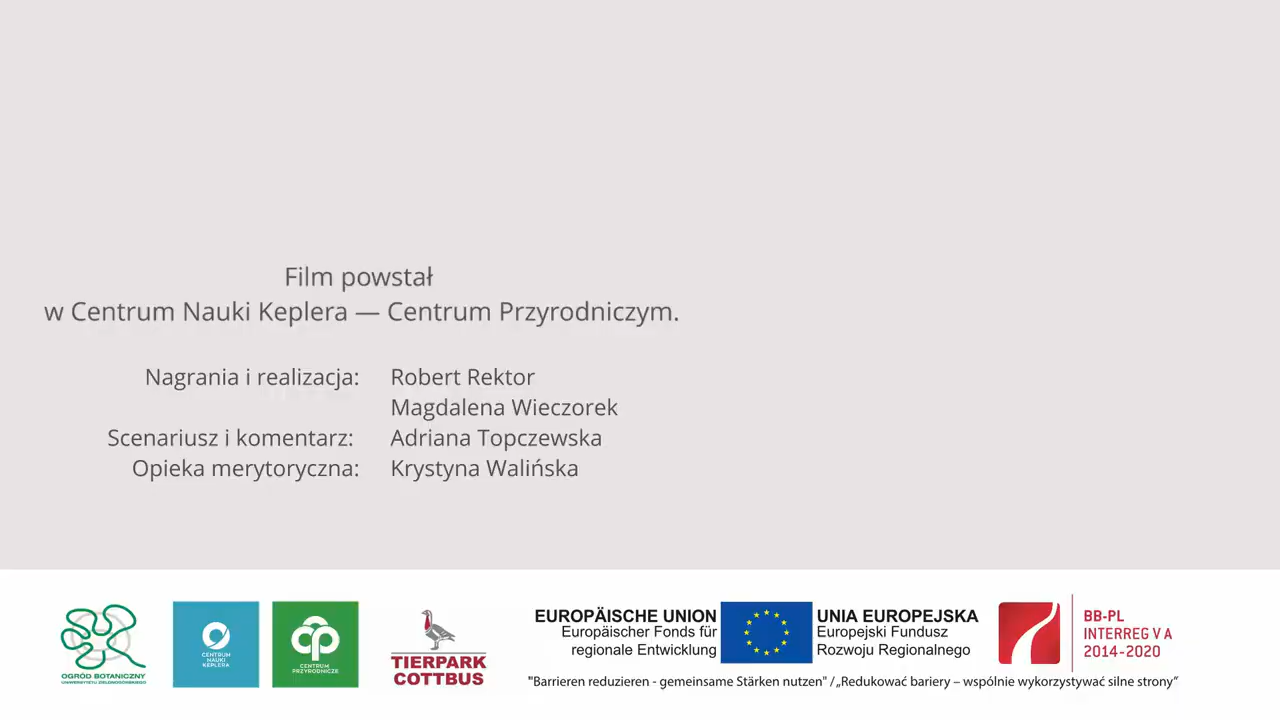 Film powstał
w Centrum Nauki Keplera — Centrum Przyrodniczym.
Nagrania i realizacja: Robert Rektor
Magdalena Wieczorek
Scenariusz i komentarz: Adriana Topczewska
Opieka merytoryczna: Krystyna Walińska
OGRÓD BOTANICZNY
UNIWERSYTETU ZIELONOGÓRSKIEGO
CENTRUM
NAUKI
KEPLERA
CENTRUM
PRZYRODNICZE
TIERPARK
COTTBUS
EUROPÄISCHE UNION
Europäischer Fonds für
regionale Entwicklung
UNIA EUROPEJSKA
Europejski Fundusz
Rozwoju Regionalnego
BB-PL
INTERREG V A
2014-2020
"Barrieren reduzieren - gemeinsame Stärken nutzen" / „Redukować bariery – wspólnie wykorzystywać silne strony”